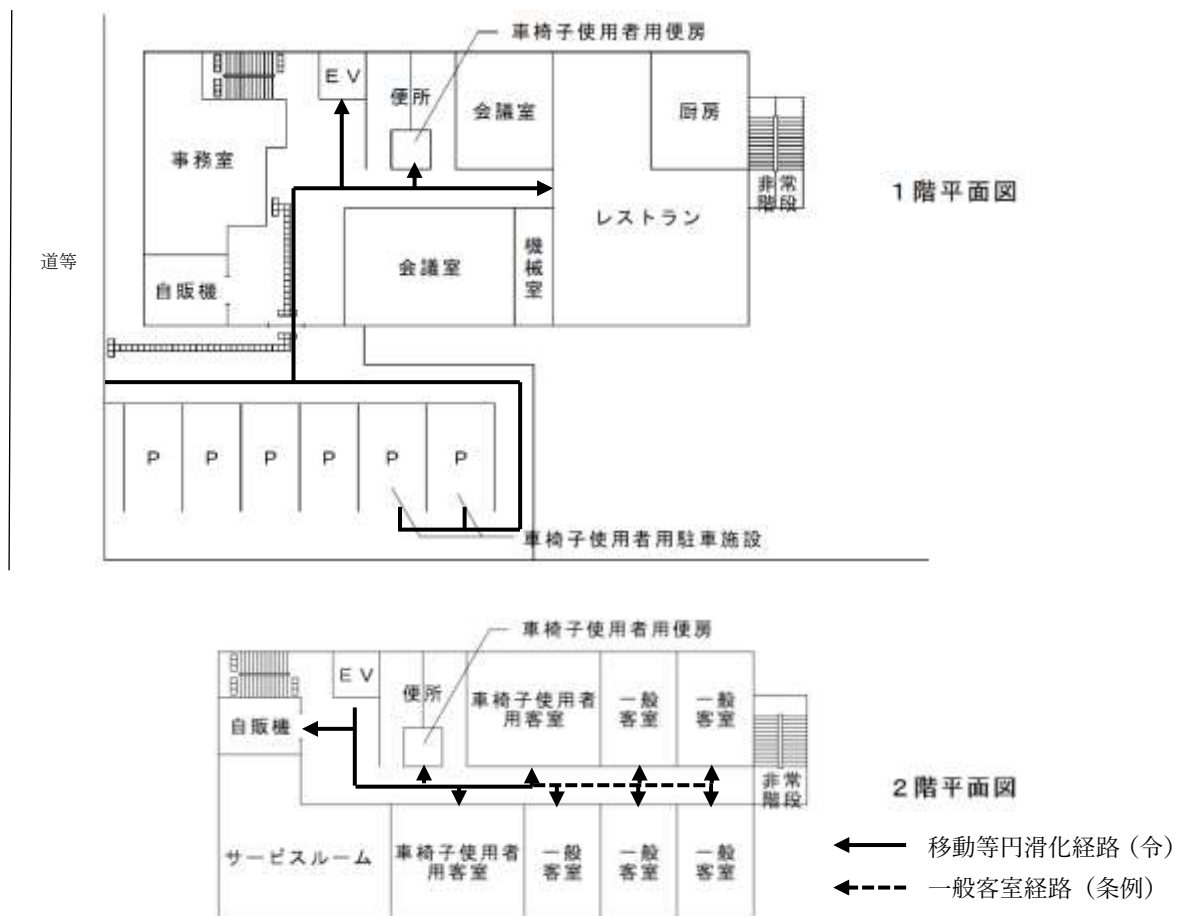 車椅子使用者用便房
EV
便所
会議室
厨房
事務室
非常
階段
1階平面図
レストラン
道等
会議室
機械室
自販機
P
P
P
P
P
P
車椅子使用者用駐車施設
車椅子使用者用便房
EV
便所
車椅子使用者
用客室
一般
客室
一般
客室
自販機
非常
階段
2階平面図
サービスルーム
車椅子使用者
用客室
一般
客室
一般
客室
一般
客室
移動等円滑化経路(令)
一般客室経路(条例)